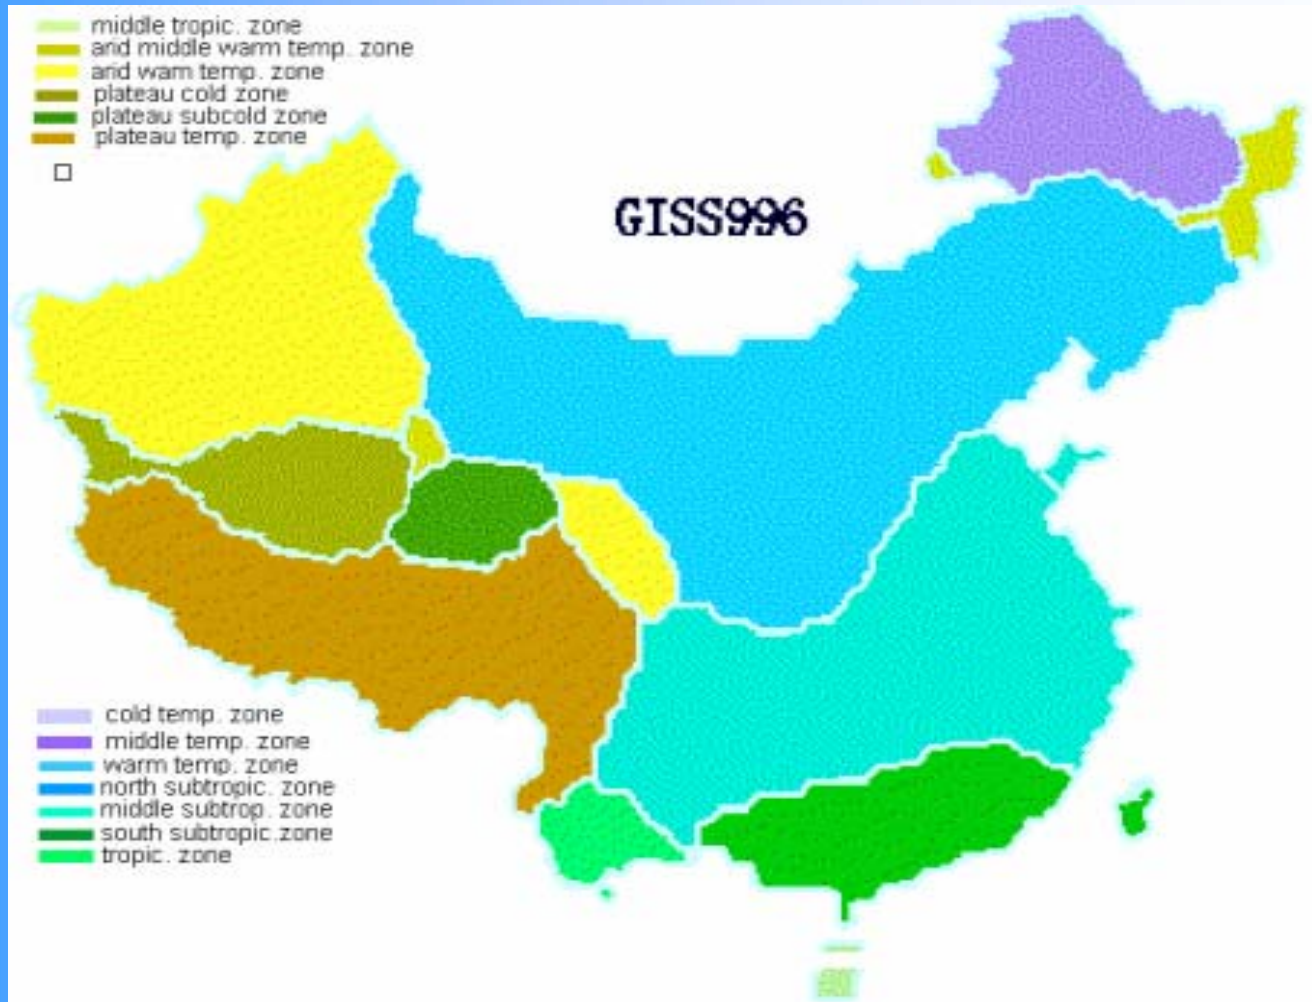 middle tropic. zone
arid middle warm temp. zone
arid warn temp. zone
plateau cold zone
plateau subcold zone
plateau temp. zone
GISS996
cold temp. zone
middle temp. zone
warm temp. zone
north subtropic. zone
middle subtrop. zone
south subtropic.zone
tropic. zone